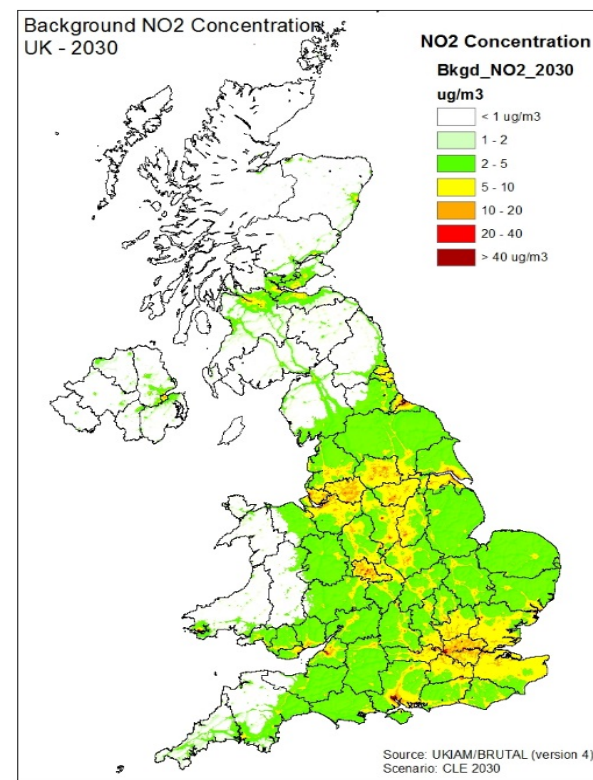 Background NO2 Concentration
UK - 2030
NO2 Concentration
Bkgd_NO2_2030
ug/m3
< 1 ug/m3
1 - 2
2 - 5
5 - 10
10 - 20
20 - 40
> 40 ug/m3
Source: UKIAM/BRUTAL (version 4)
Scenario: CLE 2030